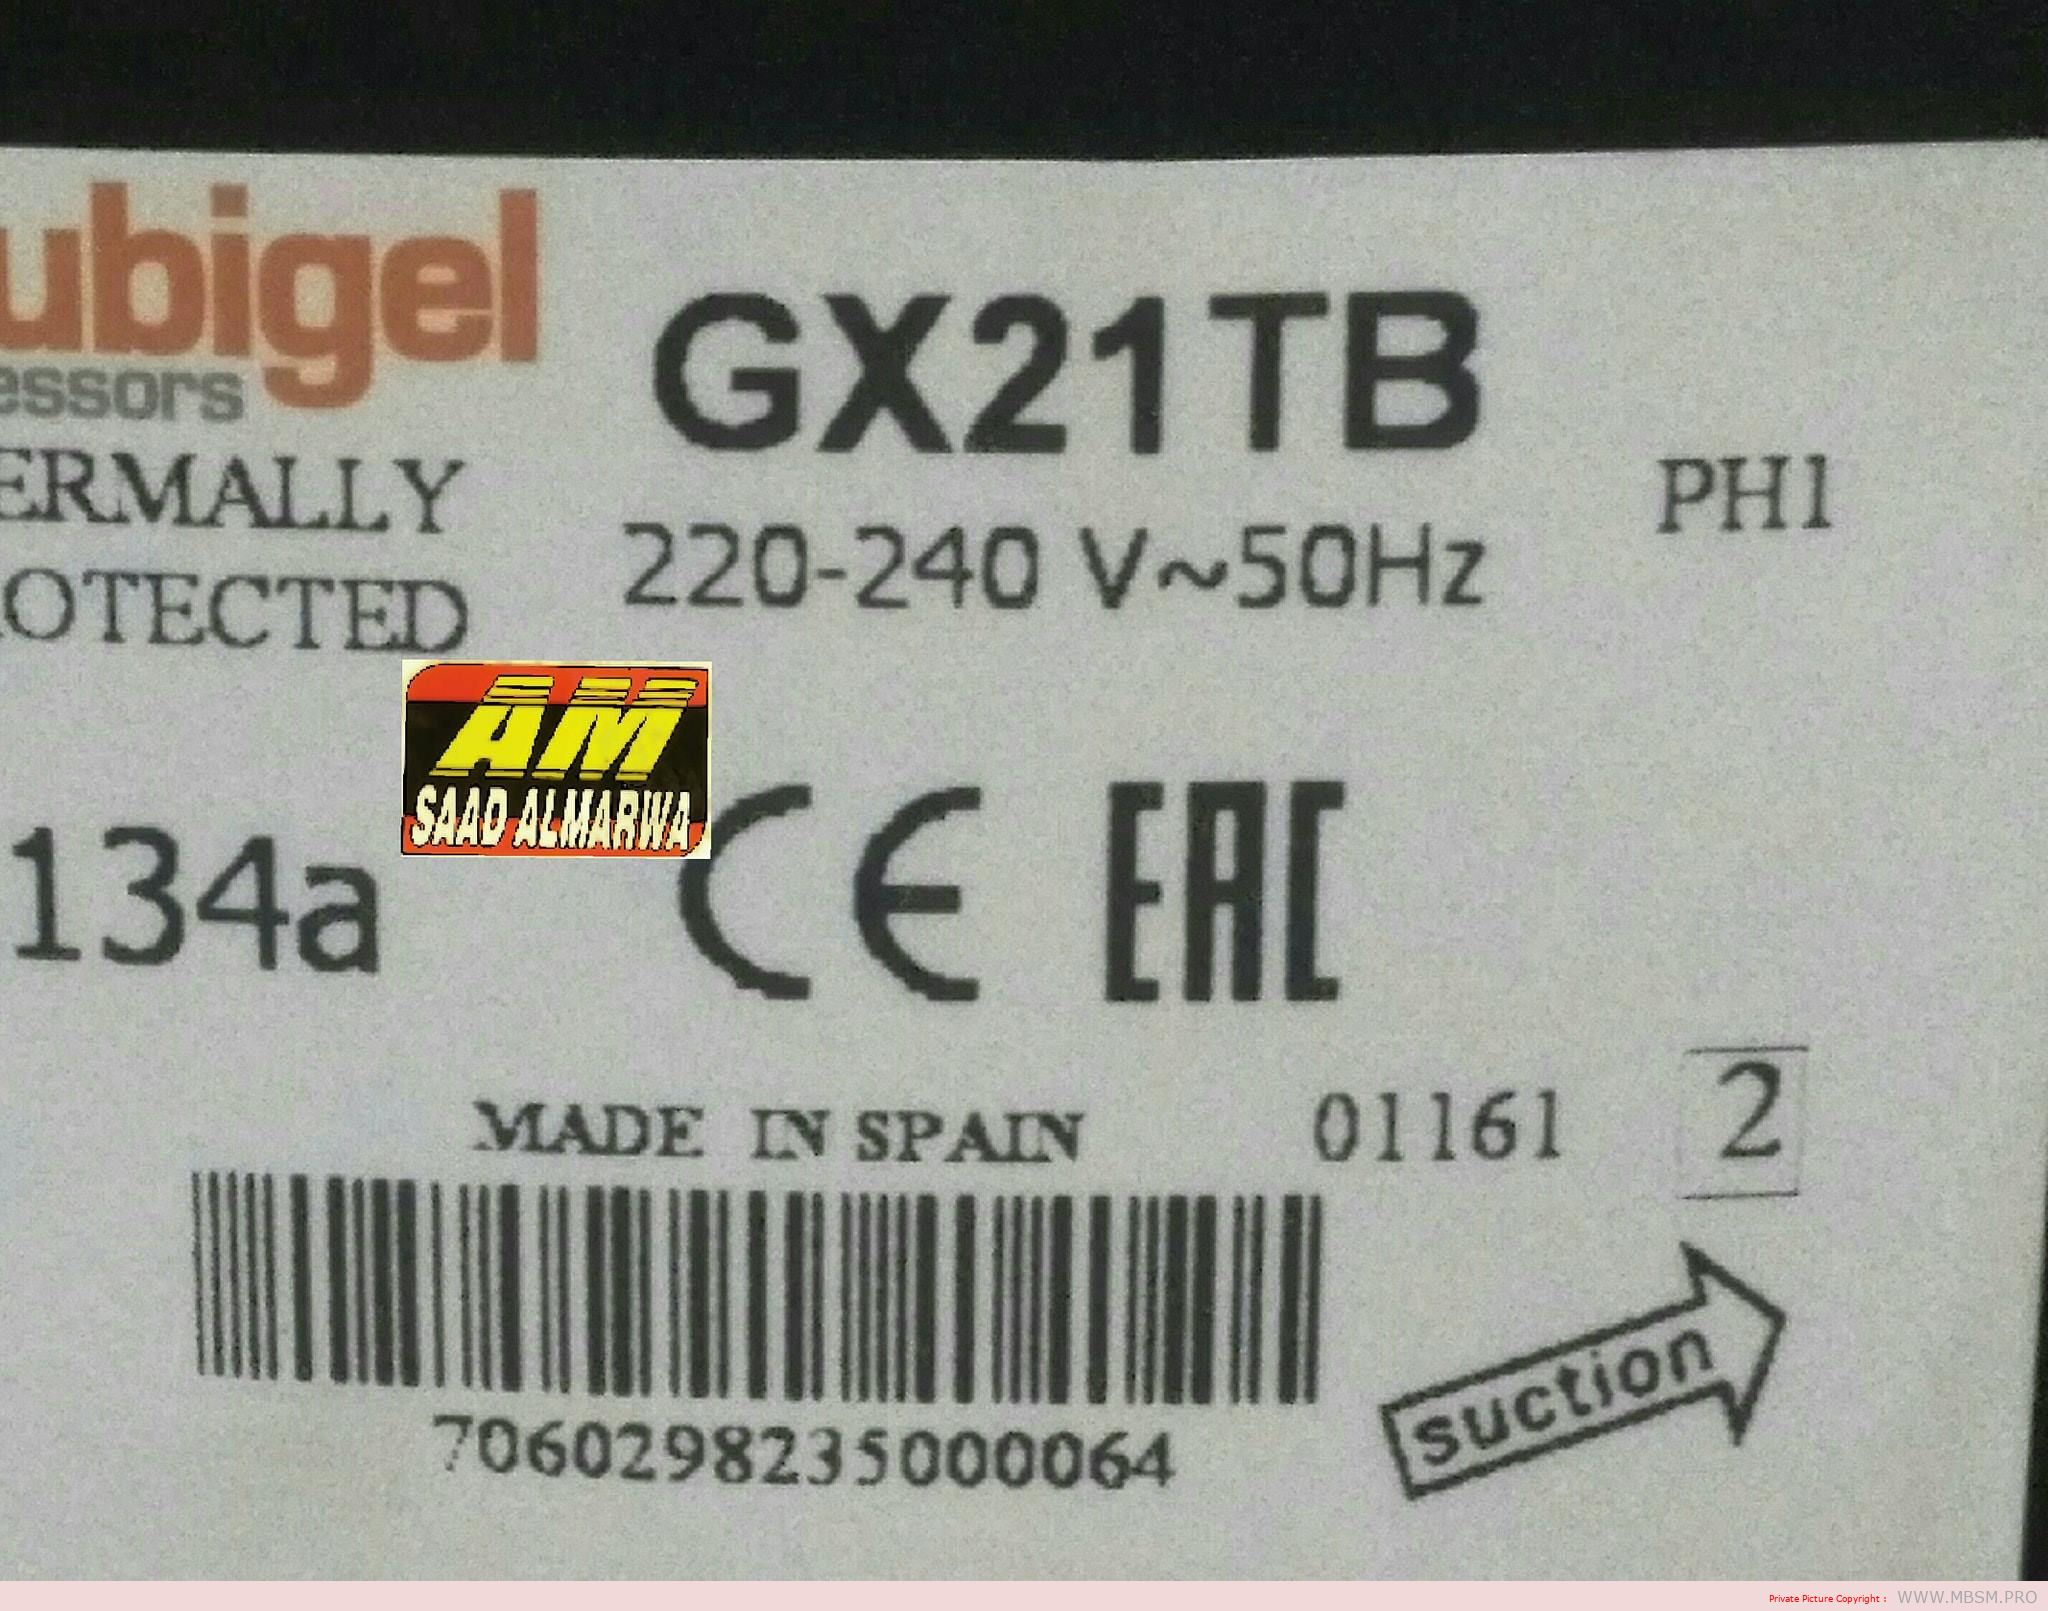 ubigel
essors
GX21TB
ERMALLY
PH1
220-240 V~50Hz
OTECTED
AM
SAAD ALMARWA
134a
CE EAC
MADE IN SPAIN
01161
2
7060298235000064
suction
Private Picture Copyright : WWW.MBSM.PRO